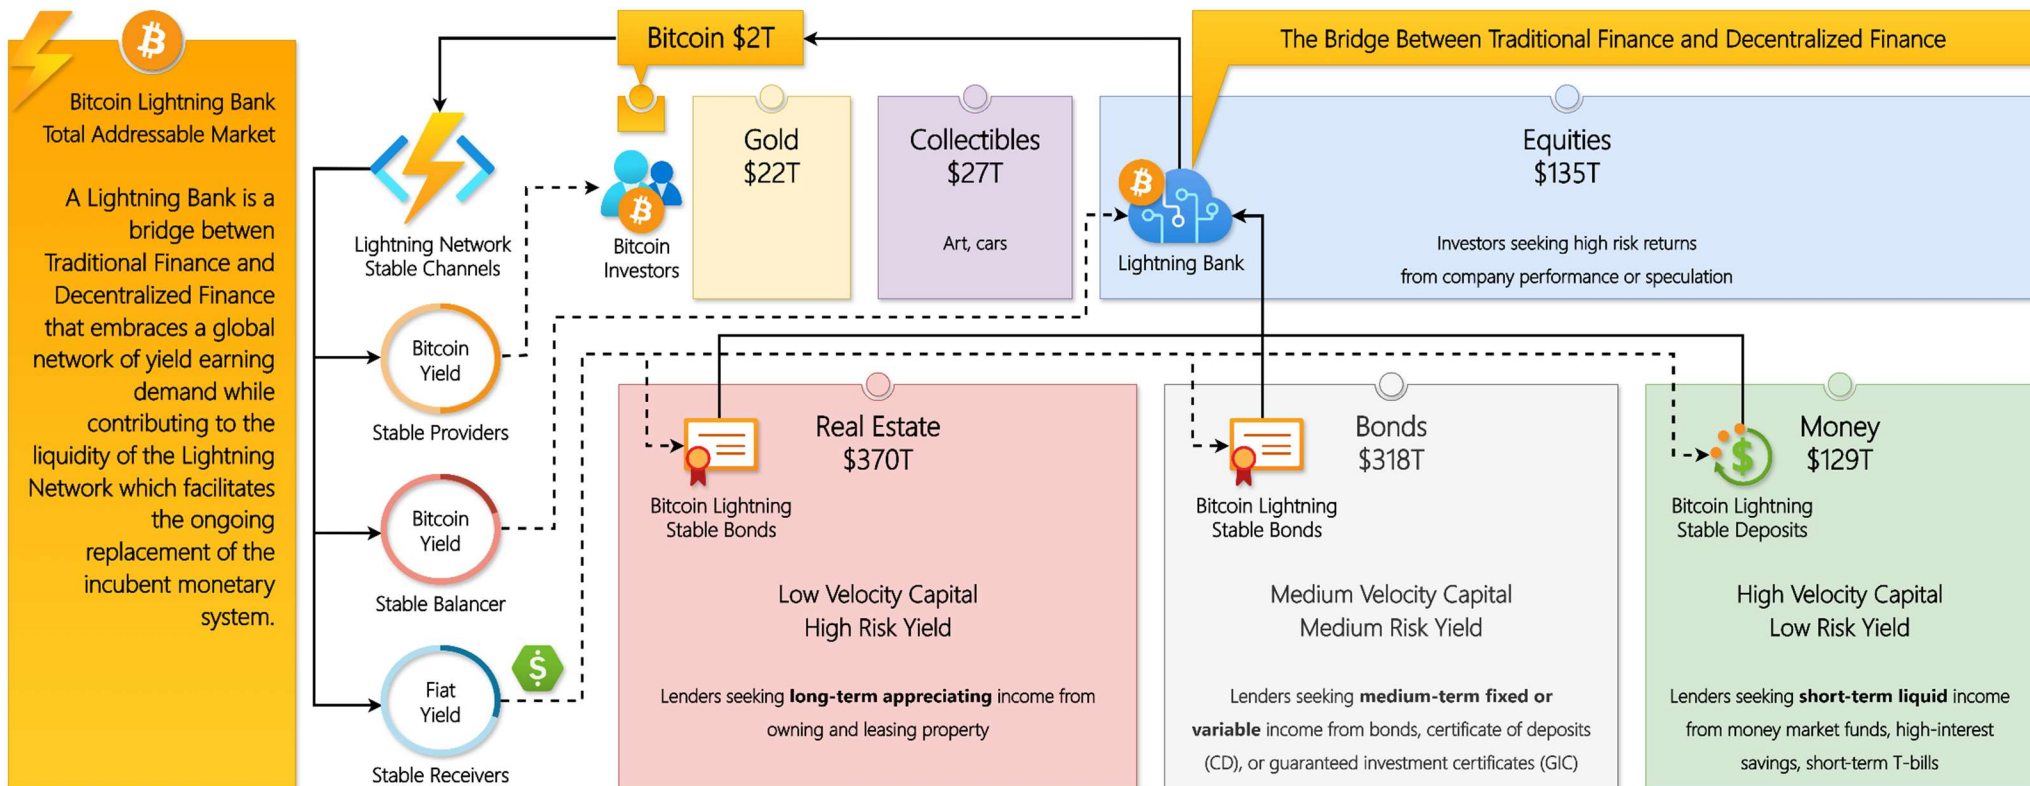 Bitcoin Lightning Bank
Total Addressable Market
A Lightning Bank is a
bridge betwen
Traditional Finance and
Decentralized Finance
that embraces a global
network of yield earning
demand while
contributing to the
liquidity of the Lightning
Network which facilitates
the ongoing
replacement of the
incubent monetary
system.
Bitcoin $2T
The Bridge Between Traditional Finance and Decentralized Finance
Lightning Network
Stable Channels
Bitcoin
Investors
Gold
$22T
Collectibles
$27T
Art, cars
Lightning Bank
Equities
$135T
Investors seeking high risk returns
from company performance or speculation
Bitcoin
Yield
Stable Providers
Bitcoin
Yield
Stable Balancer
Fiat
Yield
$
Stable Receivers
Real Estate
$370T
Bitcoin Lightning
Stable Bonds
Low Velocity Capital
High Risk Yield
Lenders seeking long-term appreciating income from
owning and leasing property
Bonds
$318T
Bitcoin Lightning
Stable Bonds
Medium Velocity Capital
Medium Risk Yield
Lenders seeking medium-term fixed or
variable income from bonds, certificate of deposits
(CD), or guaranteed investment certificates (GIC)
Money
$129T
$
Bitcoin Lightning
Stable Deposits
High Velocity Capital
Low Risk Yield
Lenders seeking short-term liquid income
from money market funds, high-interest
savings, short-term T-bills